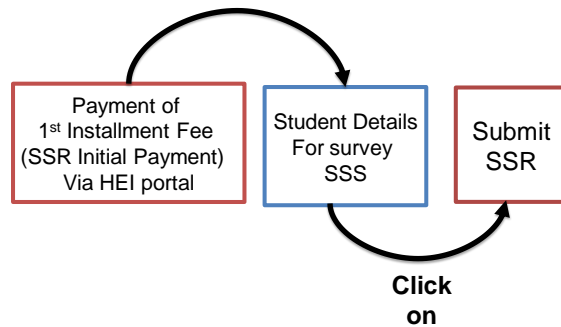 Payment of
1st Installment Fee
(SSR Initial Payment)
Via HEI portal
Student Details
For survey
SSS
Submit
SSR
Click
on